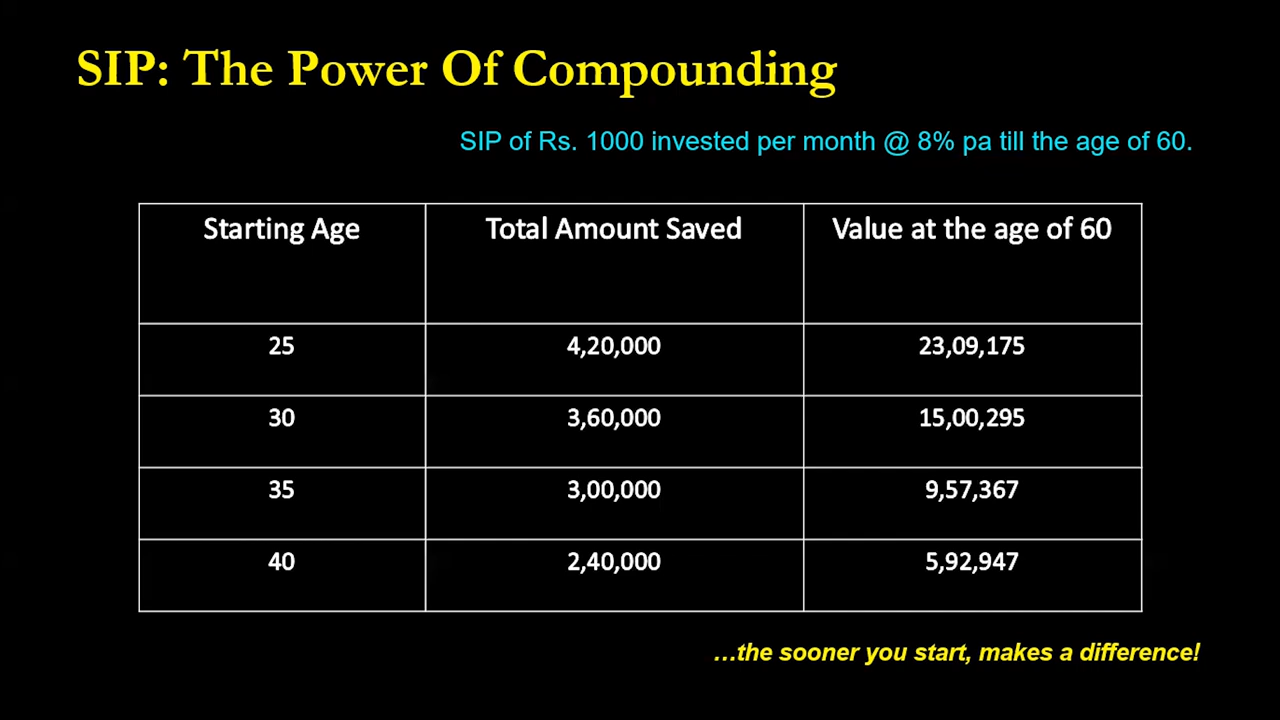 SIP: The Power Of Compounding
SIP of Rs. 1000 invested per month @ 8% pa till the age of 60.
Starting Age Total Amount Saved Value at the age of 60
25 4,20,000 23,09,175
30 3,60,000 15,00,295
35 3,00,000 9,57,367
40 2,40,000 5,92,947
...the sooner you start, makes a difference!